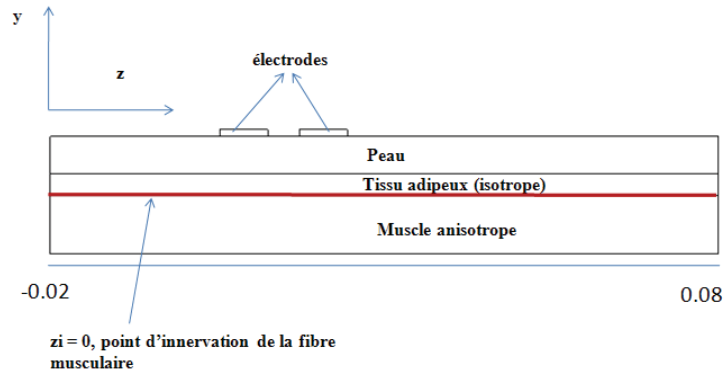 y
z
électrodes
Peau
Tissu adipeux (isotrope)
Muscle anisotrope
-0.02
0.08
zi = 0, point d’innervation de la fibre
musculaire